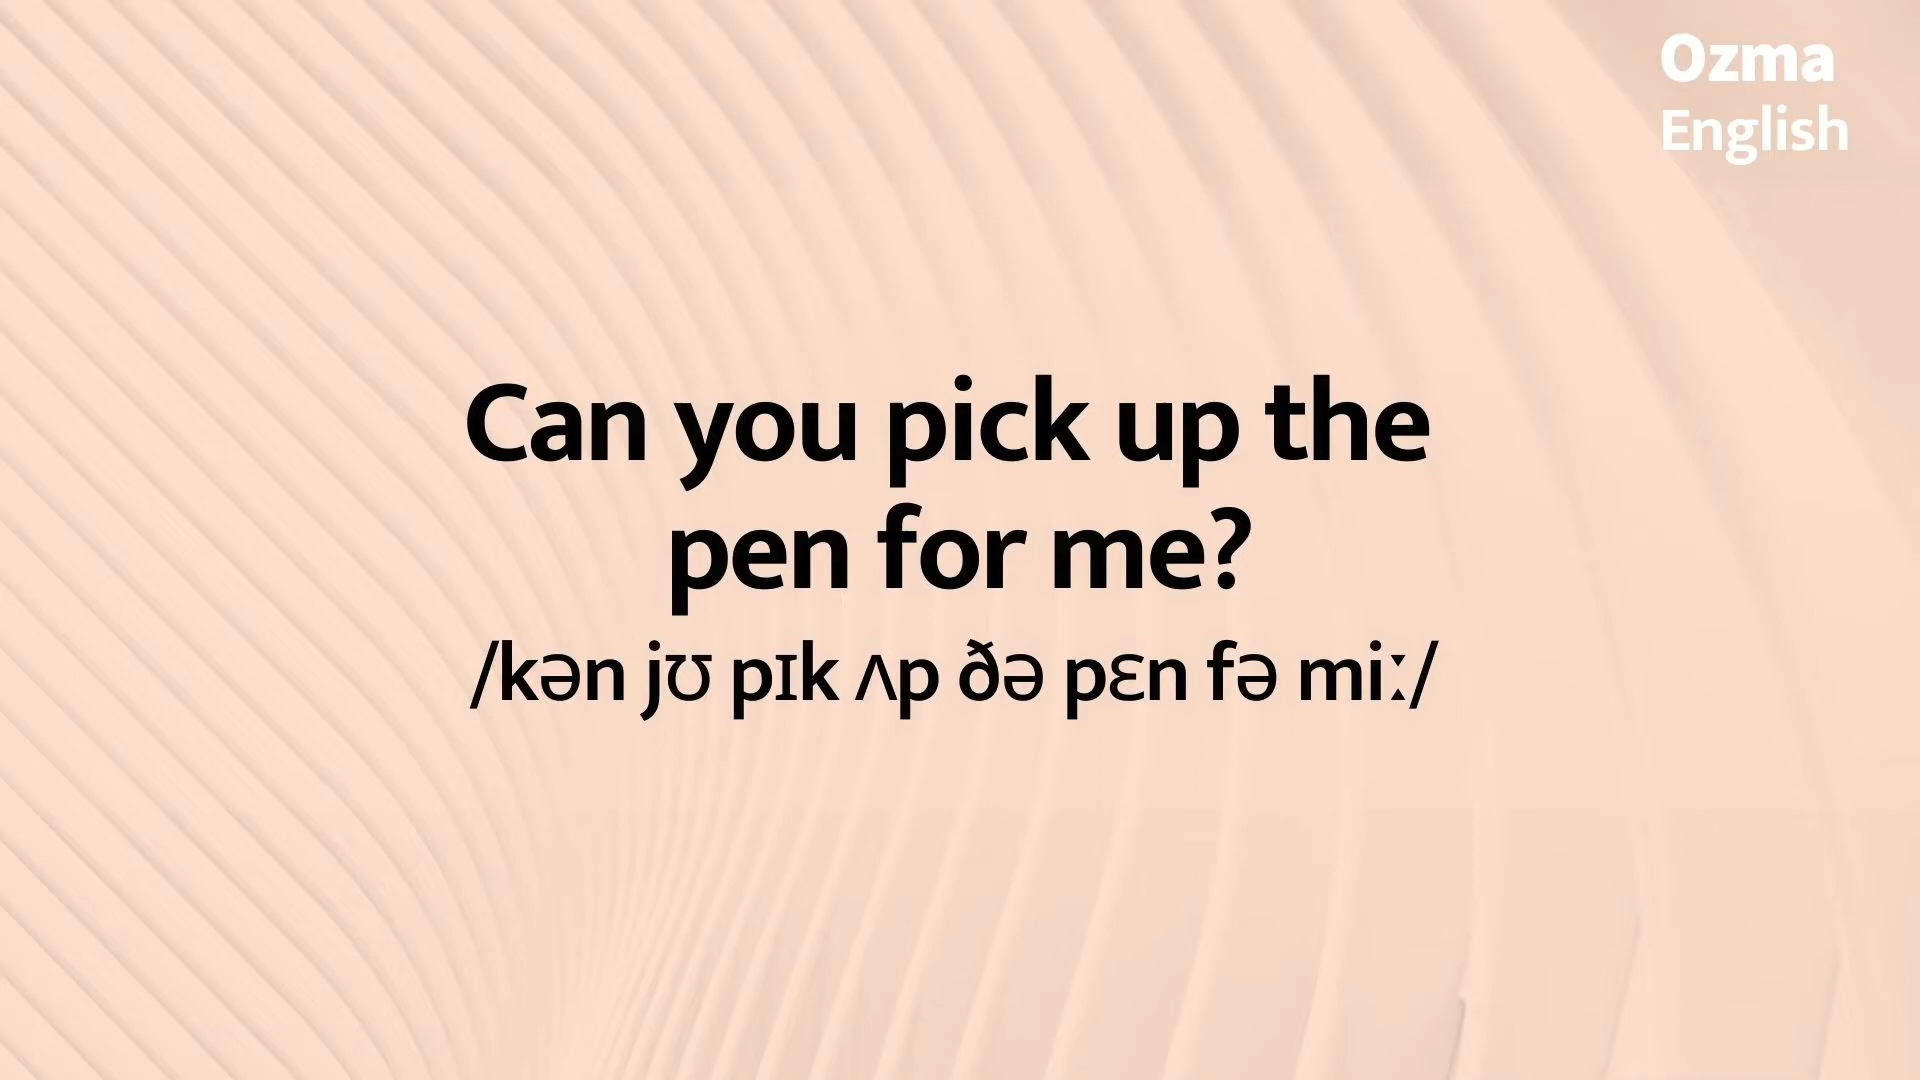 Ozma
English
Can you pick up the
pen for me?
/kən jʊ pɪk ʌp ðə pɛn fə miː/